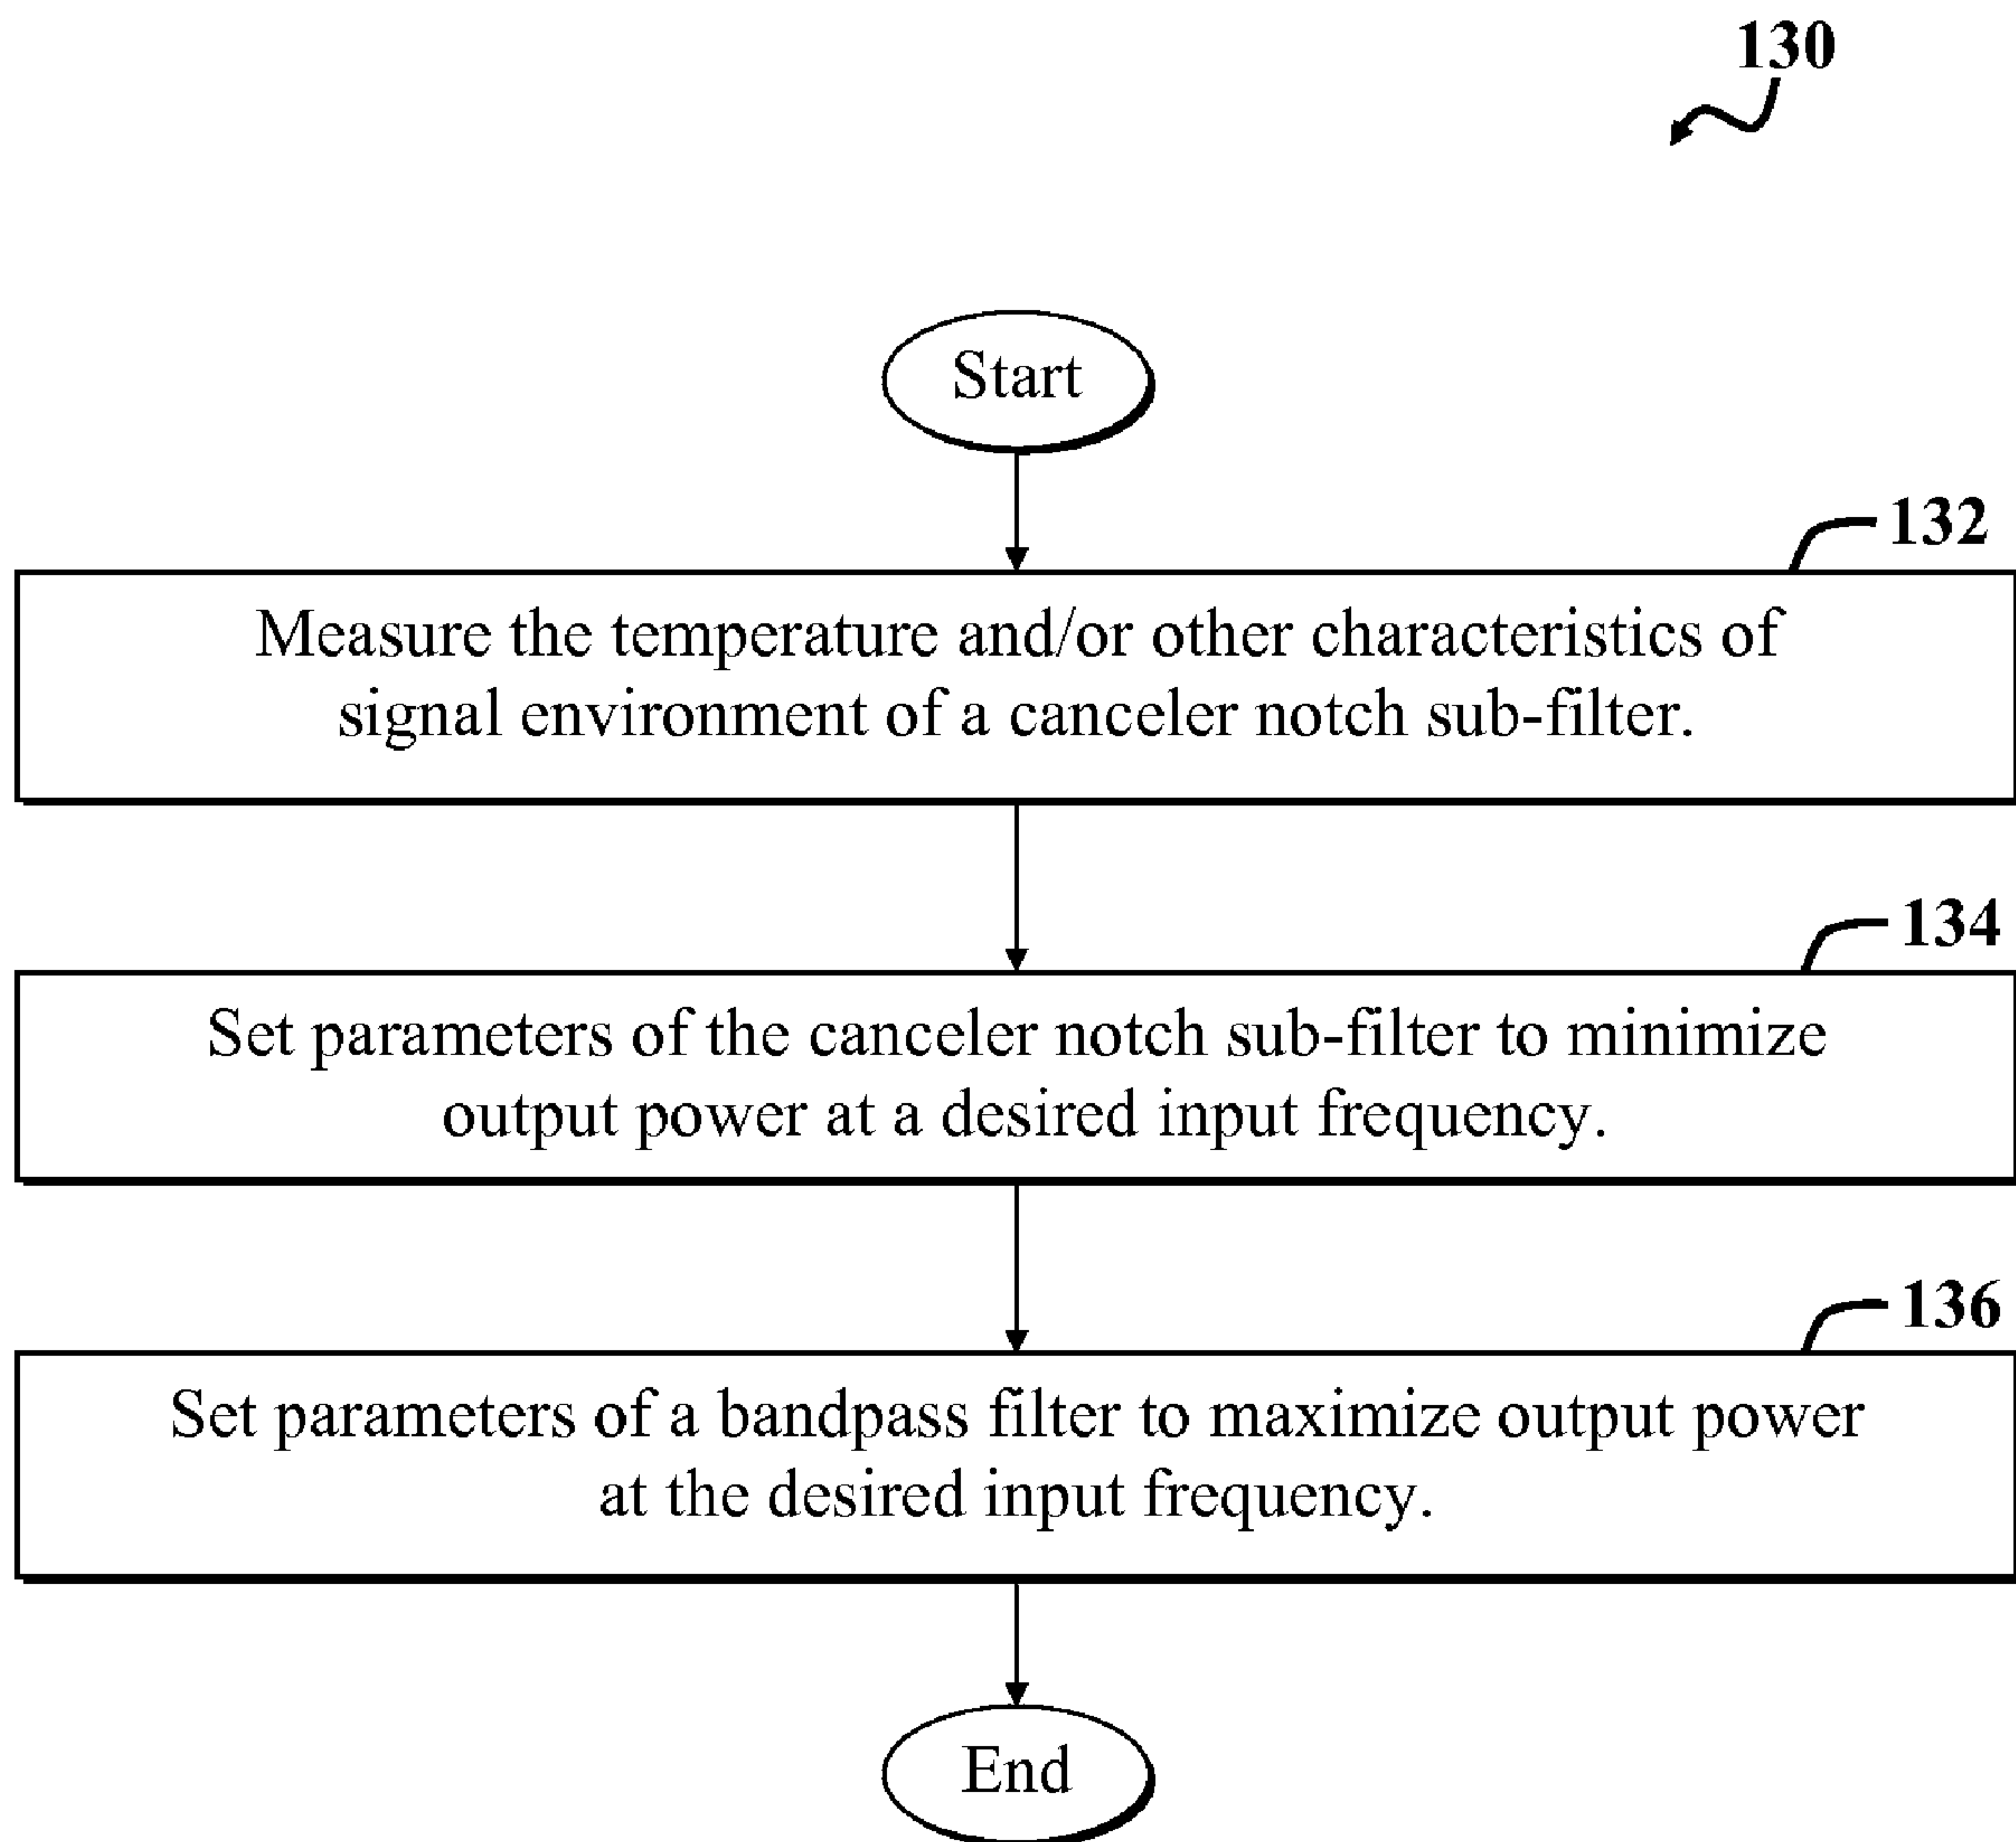 130
Start
132
Measure the temperature and/or other characteristics of
signal environment of a canceler notch sub-filter.
134
Set parameters of the canceler notch sub-filter to minimize
output power at a desired input frequency.
136
Set parameters of a bandpass filter to maximize output power
at the desired input frequency.
End